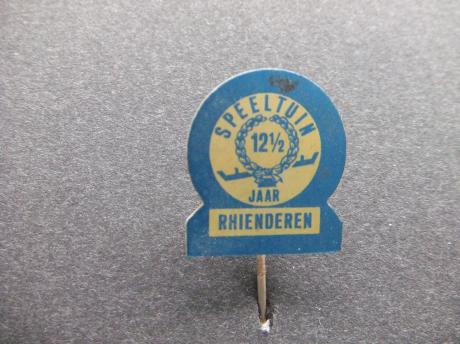 SPEELTUIN
12½
JAAR
RHIENDEREN